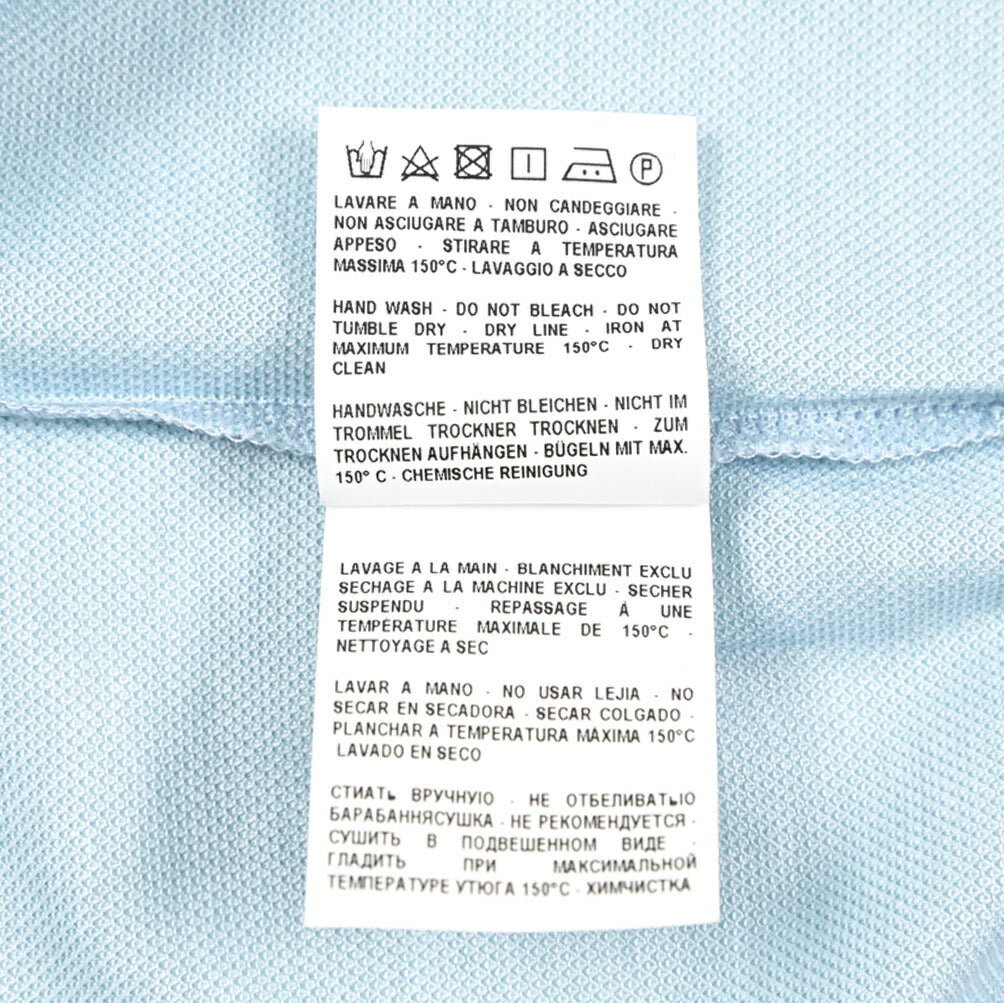 P
LAVARE A MANO · NON CANDEGGIARE ·
NON ASCIUGARE A TAMBURO · ASCIUGARE
APPESO · STIRARE A TEMPERATURA
MASSIMA 150°C · LAVAGGIO A SECCO
HAND WASH · DO NOT BLEACH · DO NOT
TUMBLE DRY · DRY LINE · IRON AT
MAXIMUM TEMPERATURE 150°C · DRY
CLEAN
HANDWASCHE · NICHT BLEICHEN · NICHT IM
TROMMEL TROCKNER TROCKNEN · ZUM
TROCKNEN AUFHÄNGEN · BÜGELN MIT MAX.
150° C · CHEMISCHE REINIGUNG
LAVAGE A LA MAIN · BLANCHIMENT EXCLU
SECHAGE A LA MACHINE EXCLU · SECHER
SUSPENDU · REPASSAGE Á UNE
TEMPÉRATURE MAXIMALE DE 150°C ·
NETTOYAGE A SEC
LAVAR A MANO · NO USAR LEJIA · NO
SECAR EN SECADORA · SECAR COLGADO ·
PLANCHAR A TEMPERATURA MÁXIMA 150°C
LAVADO EN SECO
СТИАТЬ ВРУЧНУЮ · НЕ ОТБЕЛИВАТЬІО
БАРАБАННЯСУШКА · НЕ РЕКОМЕНДУЕТСЯ ·
СУШИТЬ В ПОДВЕШЕННОМ ВИДЕ ·
ГЛАДИТЬ ПРИ МАКСИМАЛЬНОЙ
ТЕМПЕРАТУРЕ УТЮГА 150°C · ХИМЧИСТКА